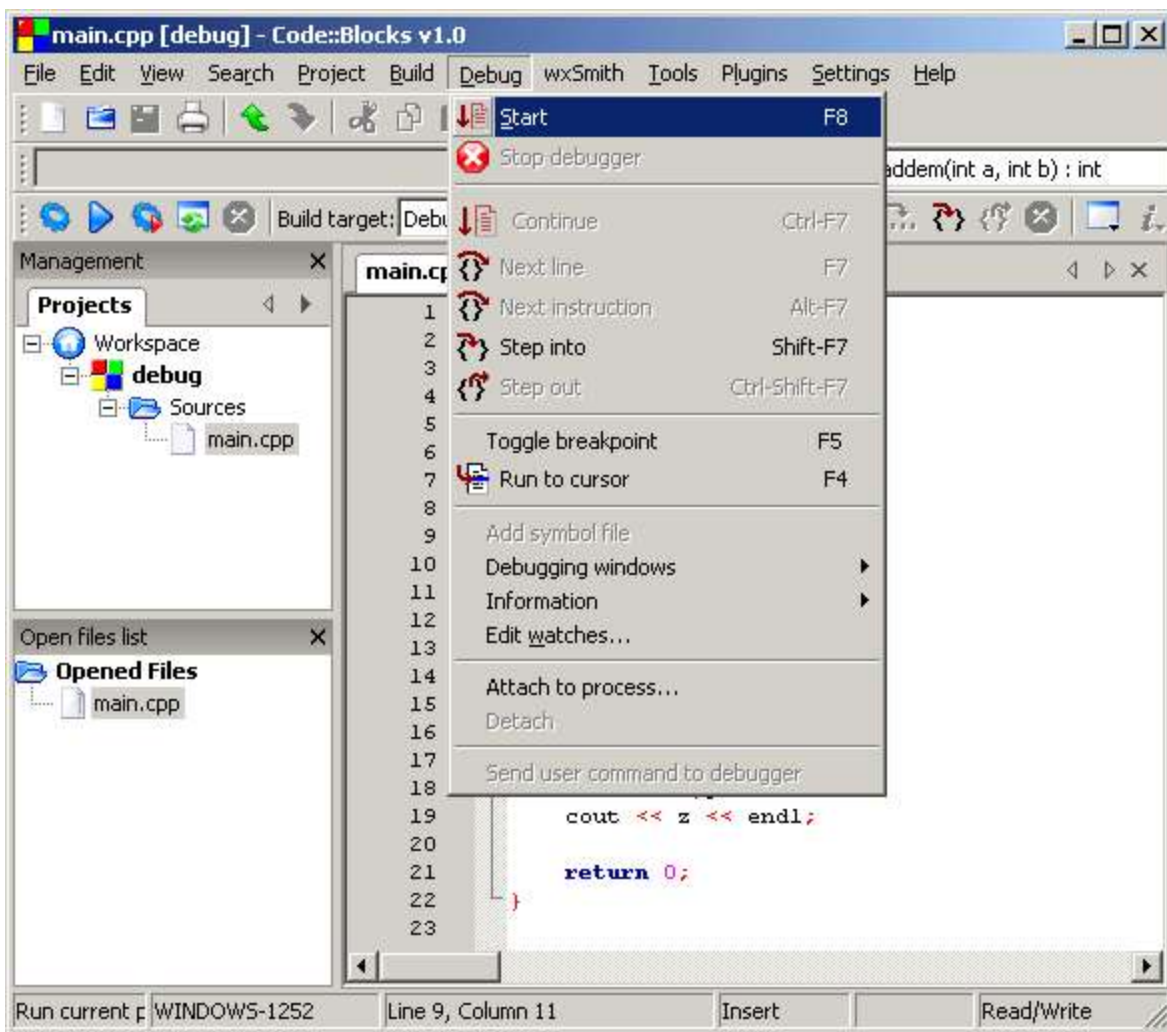 main.cpp [debug] - Code::Blocks v1.0
File Edit View Search Project Build Debug wxSmith Tools Plugins Settings Help
Start F8
Stop debugger
addem(int a, int b) : int
Build target: Debu
Continue Ctrl-F7
Management
main.cp
Next line F7
Projects
Next instruction Alt-F7
Workspace
Step into Shift-F7
debug
Step out Ctrl-Shift-F7
Sources
main.cpp
Toggle breakpoint F5
Run to cursor F4
Add symbol file
Debugging windows
Information
Edit watches...
Open files list
Opened Files
main.cpp
Attach to process...
Detach
Send user command to debugger
1
2
3
4
5
6
7
8
9
10
11
12
13
14
15
16
17
18
19 cout << z << endl;
20
21 return 0;
22 }
23
Run current p WINDOWS-1252 Line 9, Column 11 Insert Read/Write